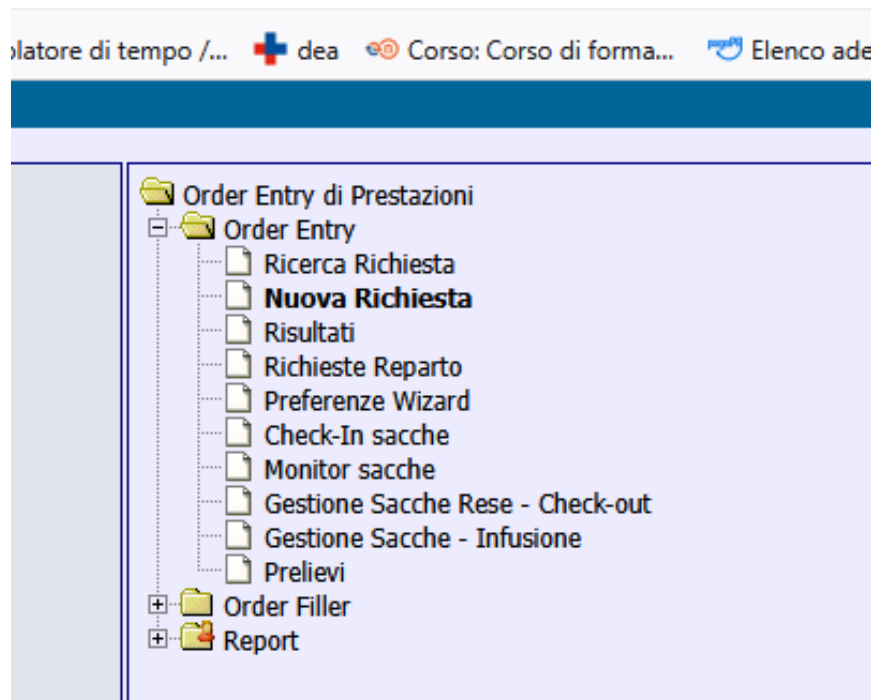 di tempo /... dea Corso: Corso di forma... Elenco
Order Entry di Prestazioni
Order Entry
Ricerca Richiesta
Nuova Richiesta
Risultati
Richieste Reparto
Preferenze Wizard
Check-In sacche
Monitor sacche
Gestione Sacche Rese - Check-out
Gestione Sacche - Infusione
Prelievi
Order Filler
Report